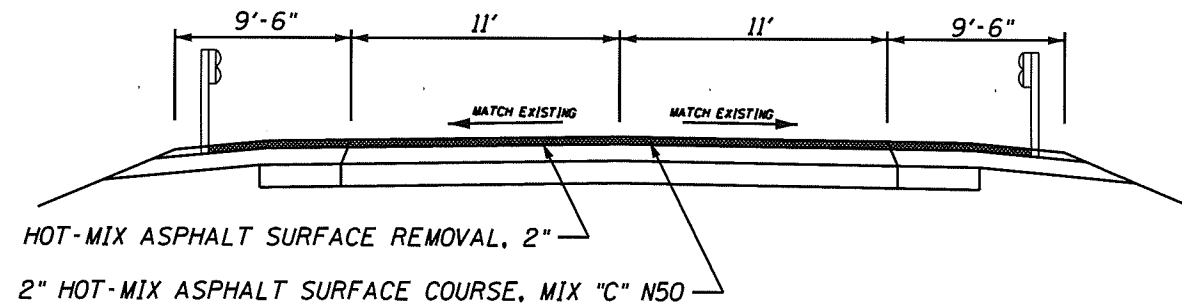 9'-6" 11' 11' 9'-6"
MATCH EXISTING MATCH EXISTING
HOT-MIX ASPHALT SURFACE REMOVAL, 2"
2" HOT-MIX ASPHALT SURFACE COURSE, MIX "C" N50